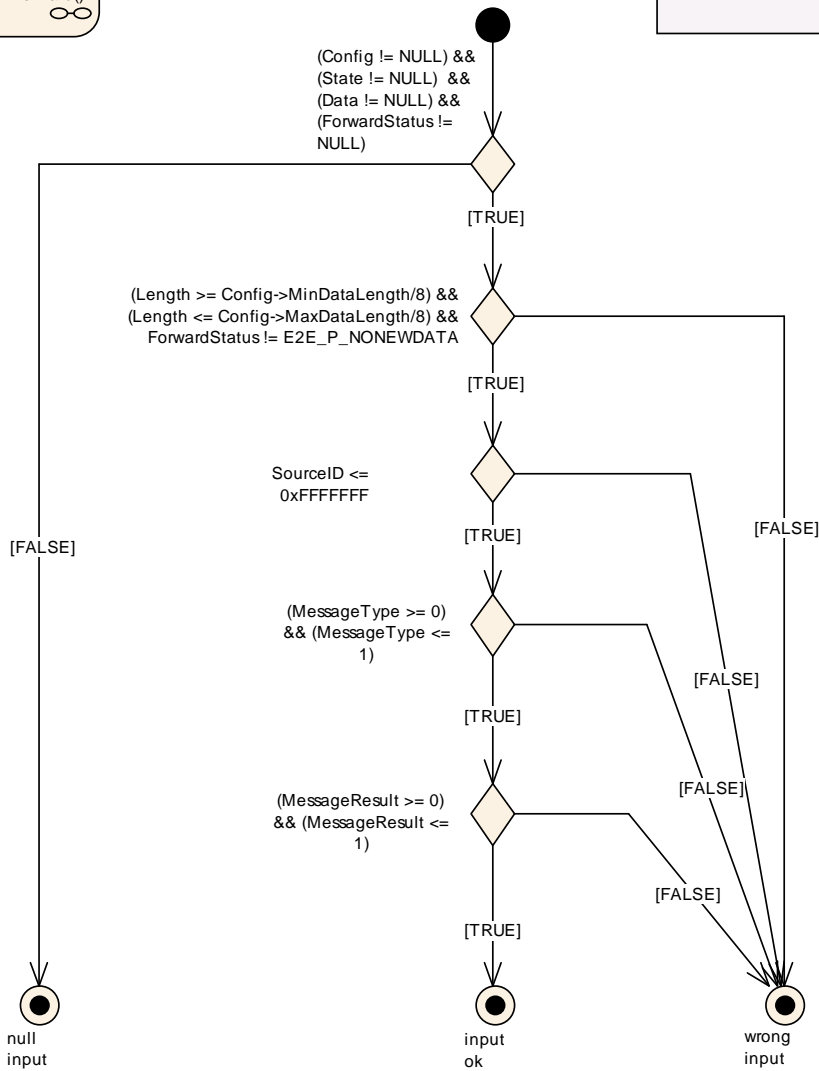 (Config != NULL) &&
(State != NULL) &&
(Data != NULL) &&
(ForwardStatus !=
NULL)
[TRUE]
(Length >= Config->MinDataLength/8) &&
(Length <= Config->MaxDataLength/8) &&
ForwardStatus != E2E_P_NONEWDATA
[TRUE]
SourceID <=
0xFFFFFFF
[TRUE]
[FALSE]
[FALSE]
(MessageType >= 0)
&& (MessageType <=
1)
[FALSE]
[TRUE]
[FALSE]
(MessageResult >= 0)
&& (MessageResult <=
1)
[FALSE]
[TRUE]
null
input
input
ok
wrong
input